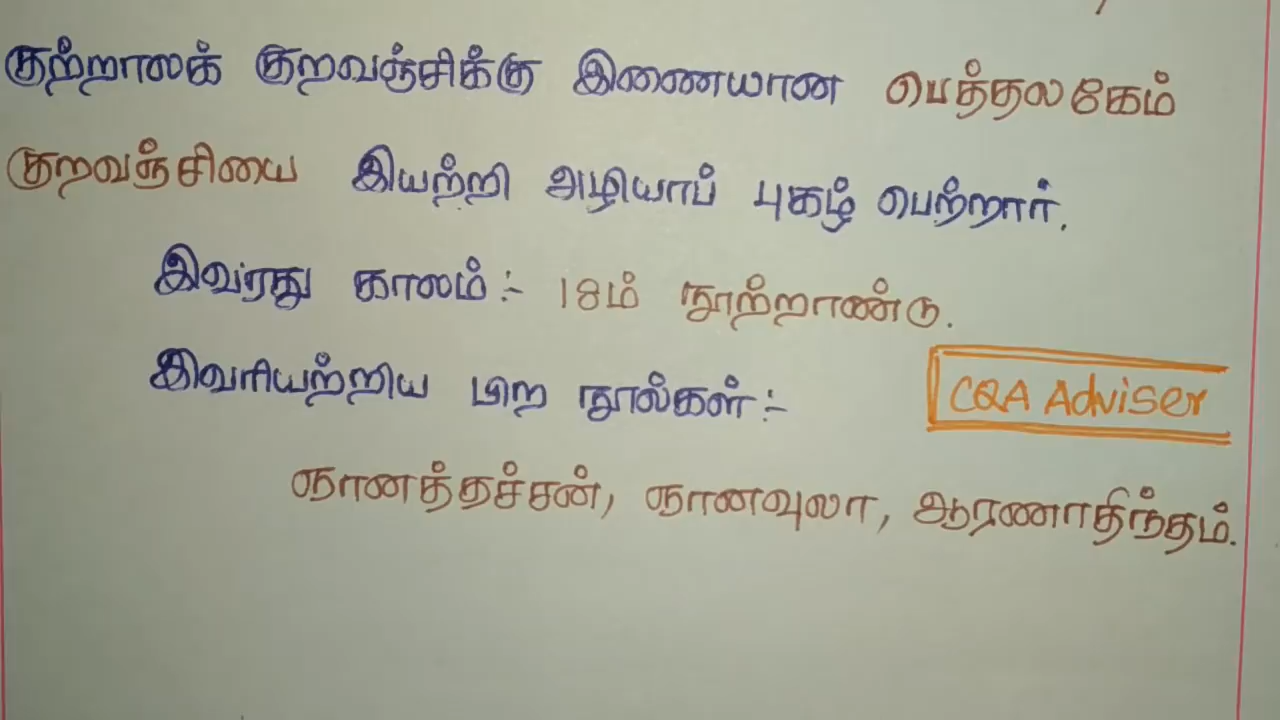 குற்றாலக் குறவஞ்சிக்கு இணையான பெத்தலகேம்
குறவஞ்சியை இயற்றி அழியாப் புகழ் பெற்றார்.
இவரது காலம் :- 18ம் நூற்றாண்டு.
இவரியற்றிய பிற நூல்கள் :-
CQA Adviser
ஞானத்தச்சன், ஞானவுலா, ஆரணாதிந்தம்.